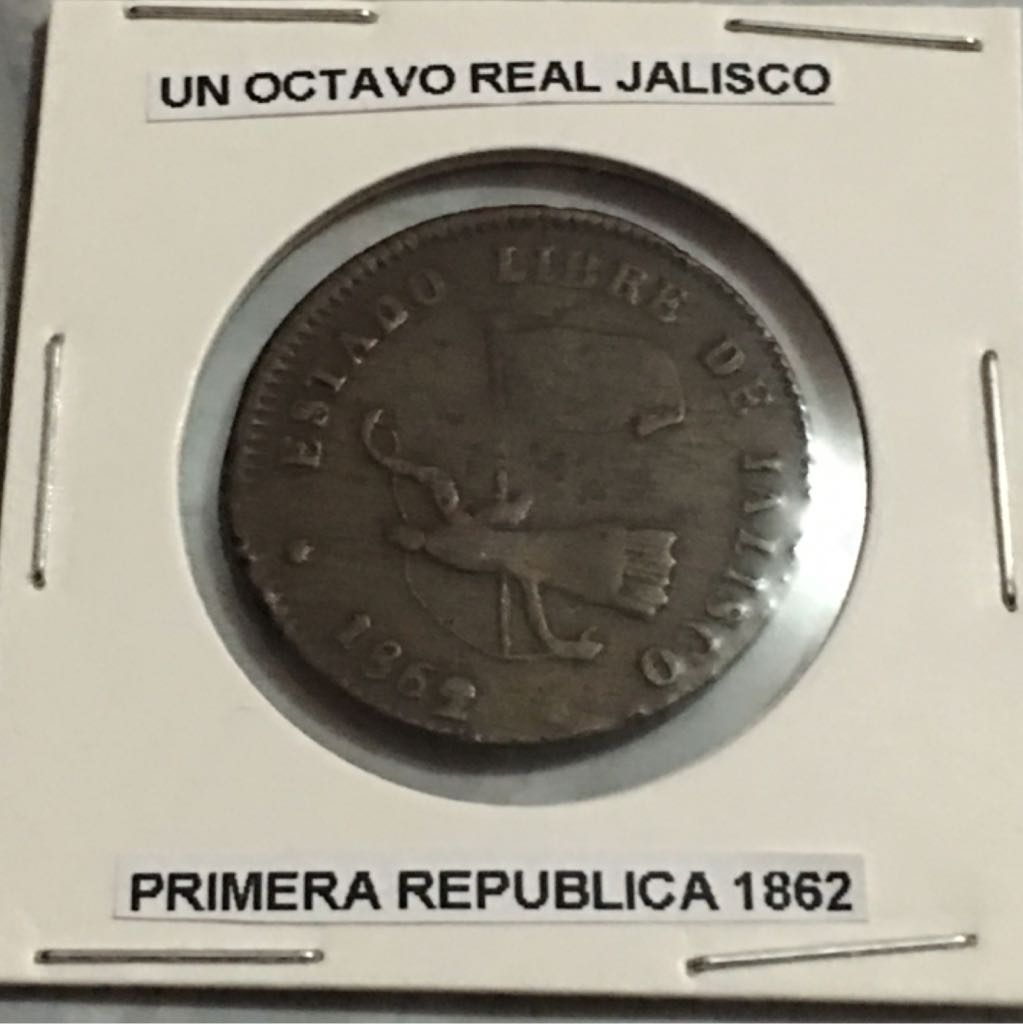 UN OCTAVO REAL JALISCO
ESTADO LIBRE DE JALISCO
1862
PRIMERA REPUBLICA 1862